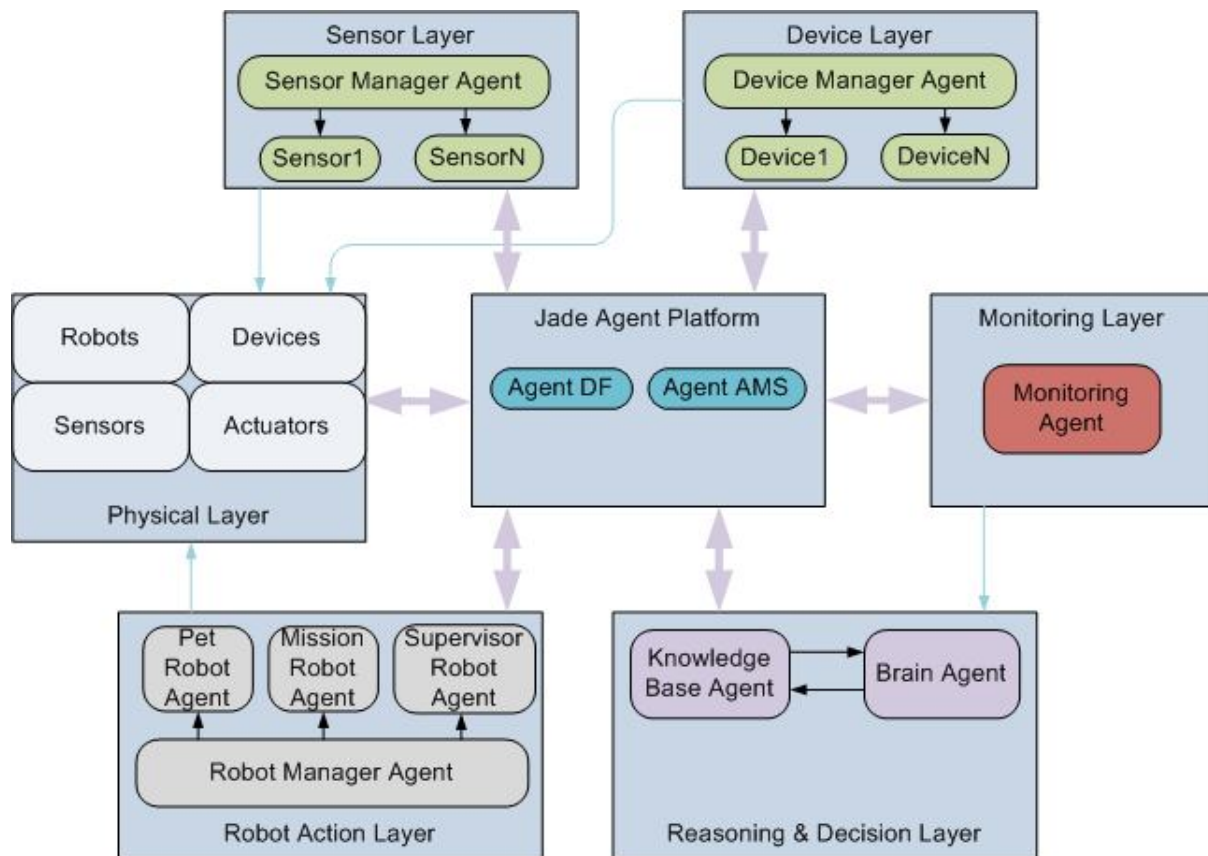 Sensor Layer
Sensor Manager Agent
Sensor1
SensorN
Device Layer
Device Manager Agent
Device1
DeviceN
Robots
Devices
Sensors
Actuators
Physical Layer
Jade Agent Platform
Agent DF
Agent AMS
Monitoring Layer
Monitoring
Agent
Pet
Robot
Agent
Mission
Robot
Agent
Supervisor
Robot
Agent
Robot Manager Agent
Robot Action Layer
Knowledge
Base Agent
Brain Agent
Reasoning & Decision Layer